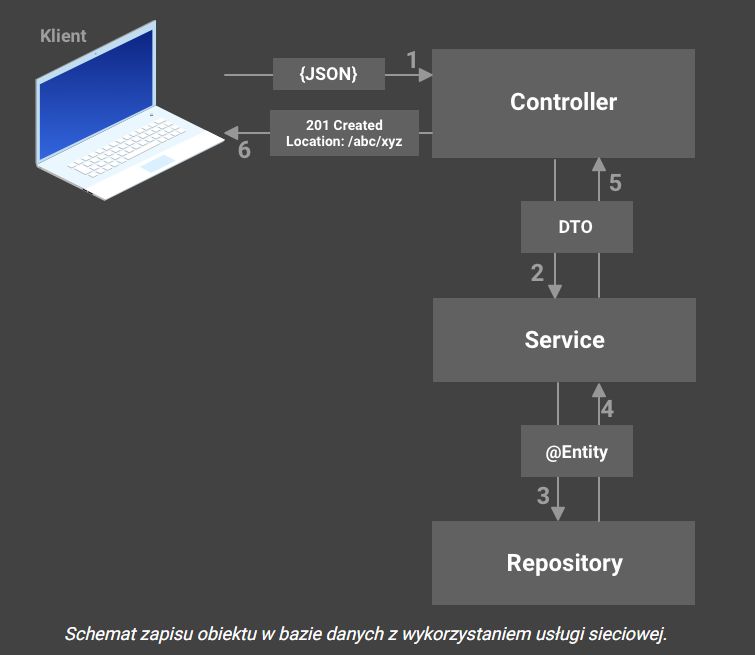 Klient
{JSON}
1
Controller
201 Created
Location: /abc/xyz
6
5
DTO
2
Service
4
@Entity
3
Repository
Schemat zapisu obiektu w bazie danych z wykorzystaniem usługi sieciowej.